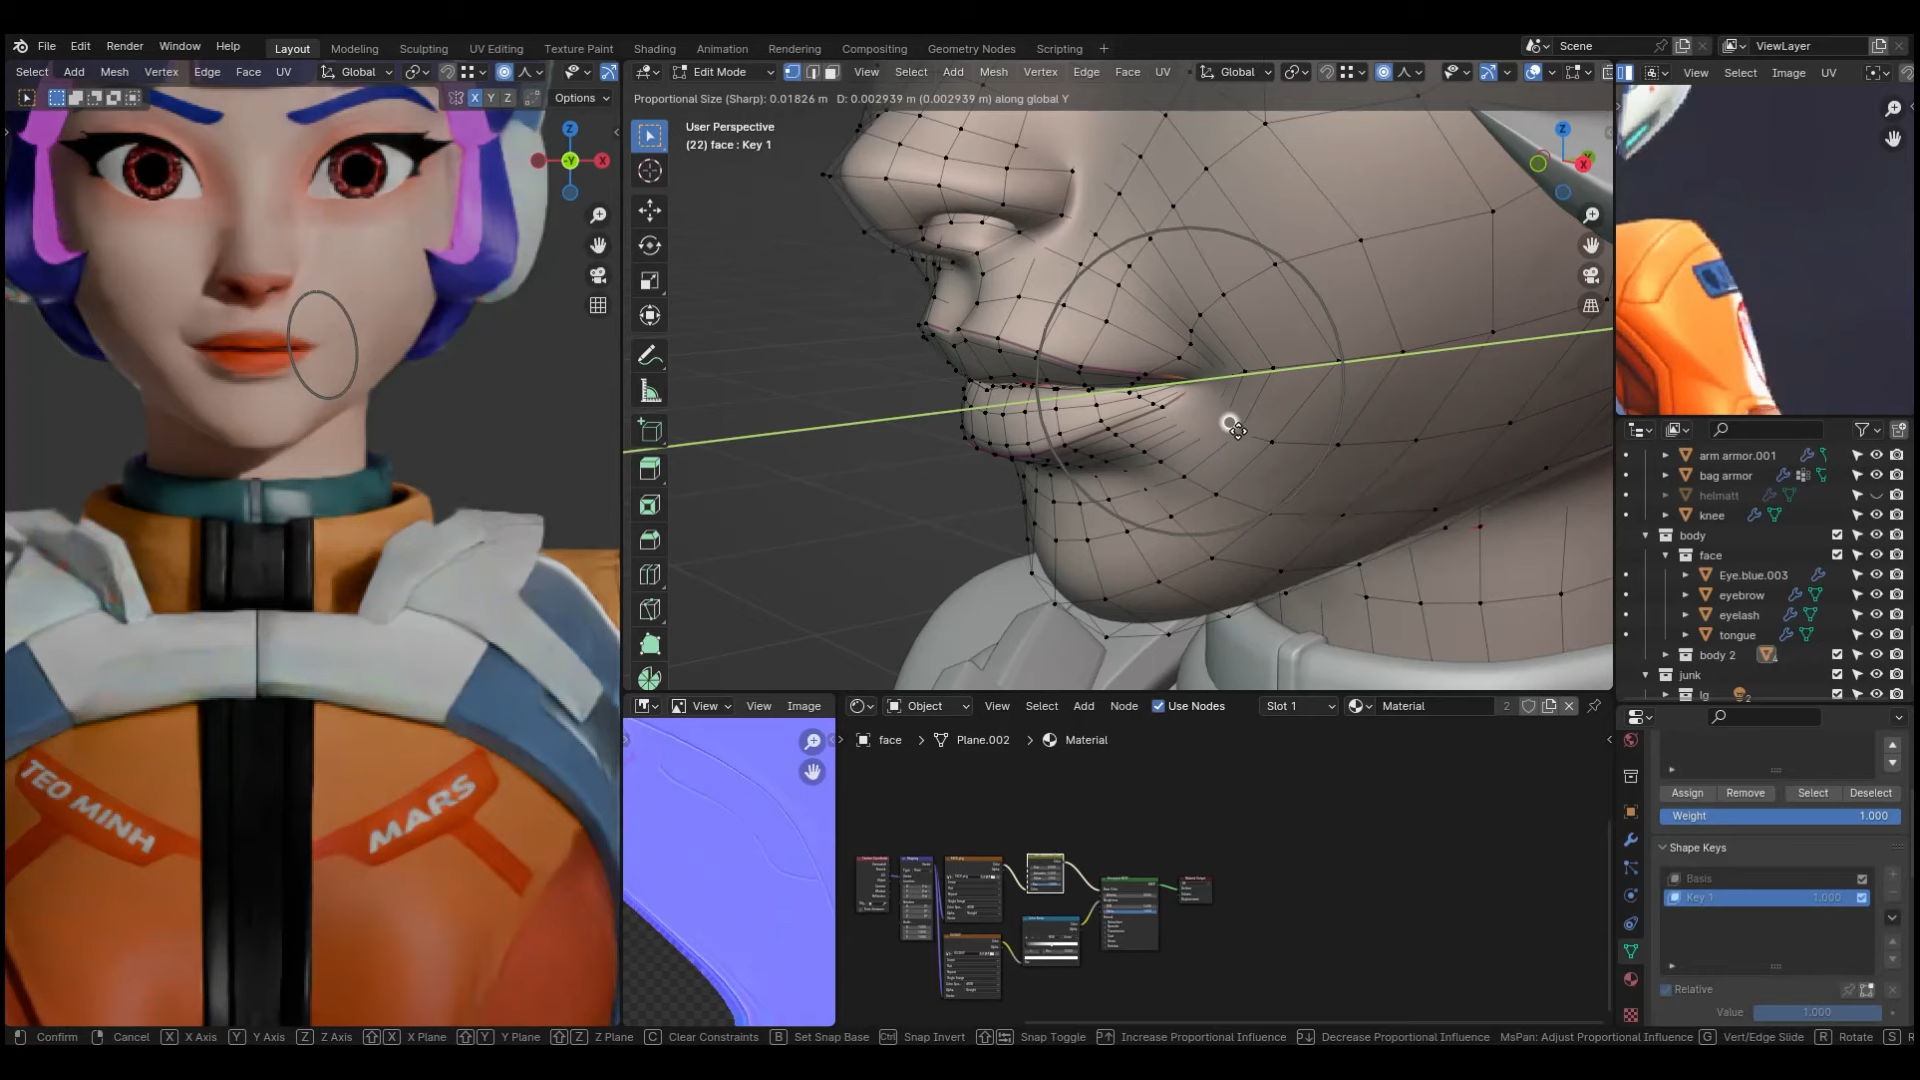 File Edit Render Window Help Layout Modeling Sculpting UV Editing Texture Paint Shading Animation Rendering Compositing Geometry Nodes Scripting + Scene ViewLayer
Select Add Mesh Vertex Edge Face UV Global Edit Mode View Select Add Mesh Vertex Edge Face UV Global View Select Image UV
X Y Z Options
Proportional Size (Sharp): 0.01826 m D: 0.002939 m (0.002939 m) along global Y
User Perspective
(22) face : Key 1
Z
-Y X
Z
X
TEO MINH
MARS
arm armor.001
bag armor
helmatt
knee
body
face
Eye.blue.003
eyebrow
eyelash
tongue
body 2
junk
lg 2
View View Image Object View Select Add Node Use Nodes Slot 1 Material 2
face > Plane.002 > Material
Assign Remove Select Deselect
Weight 1.000
Shape Keys
Basis
Key 1 1.000
Relative
Value 1.000
Confirm Cancel X X Axis Y Y Axis Z Z Axis X X Plane Y Y Plane Z Z Plane C Clear Constraints B Set Snap Base Ctrl Snap Invert Snap Toggle Increase Proportional Influence Decrease Proportional Influence MsPan: Adjust Proportional Influence G Vert/Edge Slide R Rotate S R